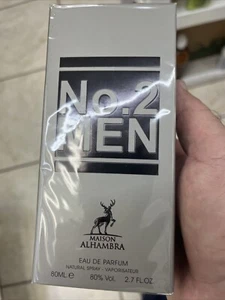 No.2
MEN
MAISON
ALHAMBRA
EAU DE PARFUM
NATURAL SPRAY - VAPORISATEUR
80ML ℮ 80% Vol. 2.7 FL.OZ